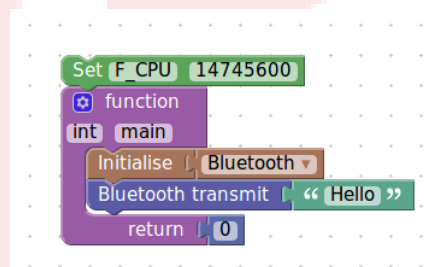 Set F_CPU 14745600
function
int main
Initialise Bluetooth
Bluetooth transmit “ Hello ”
return 0